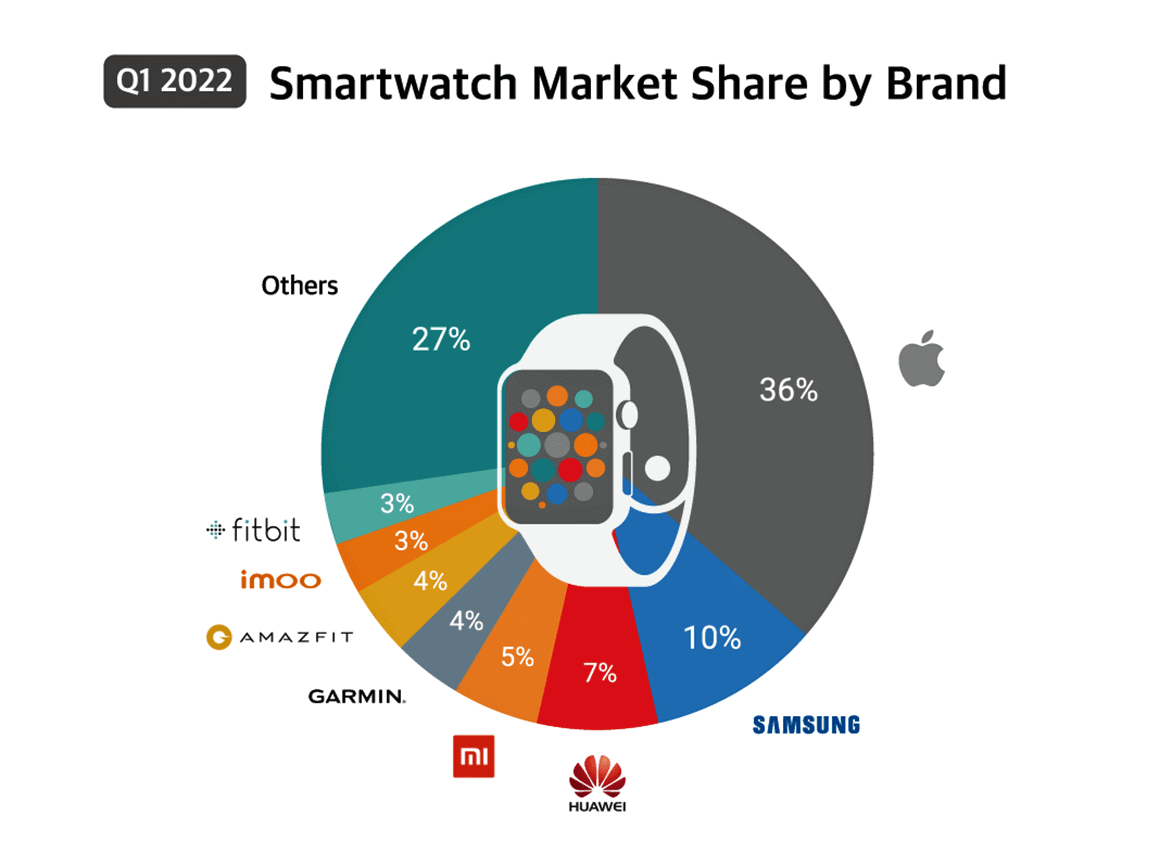 Q1 2022 Smartwatch Market Share by Brand
Others
27%
36%
3%
fitbit
3%
imoo
4%
AMAZFIT
4%
GARMIN.
5%
mi
7%
HUAWEI
10%
SAMSUNG